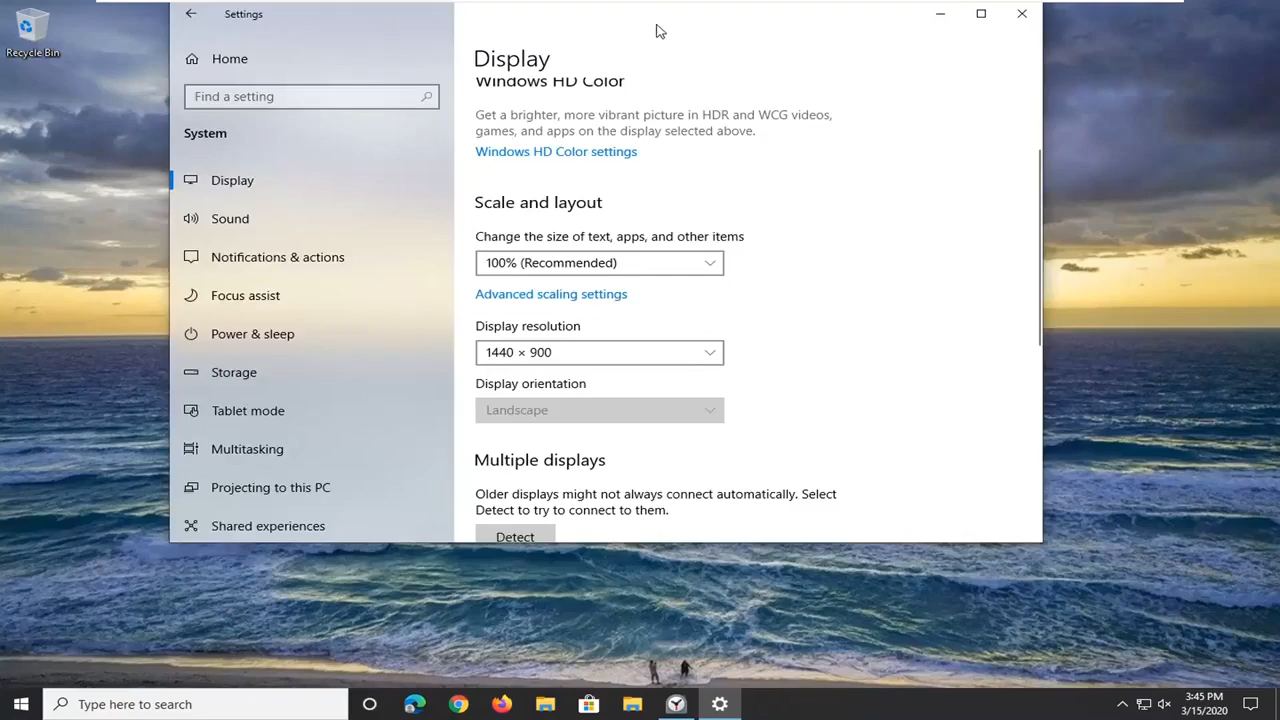 Recycle Bin
Settings
Home
Find a setting
System
Display
Sound
Notifications & actions
Focus assist
Power & sleep
Storage
Tablet mode
Multitasking
Projecting to this PC
Shared experiences
Display
Windows HD Color
Get a brighter, more vibrant picture in HDR and WCG videos,
games, and apps on the display selected above.
Windows HD Color settings
Scale and layout
Change the size of text, apps, and other items
100% (Recommended)
Advanced scaling settings
Display resolution
1440 × 900
Display orientation
Landscape
Multiple displays
Older displays might not always connect automatically. Select
Detect to try to connect to them.
Detect
Type here to search
3:45 PM
3/15/2020